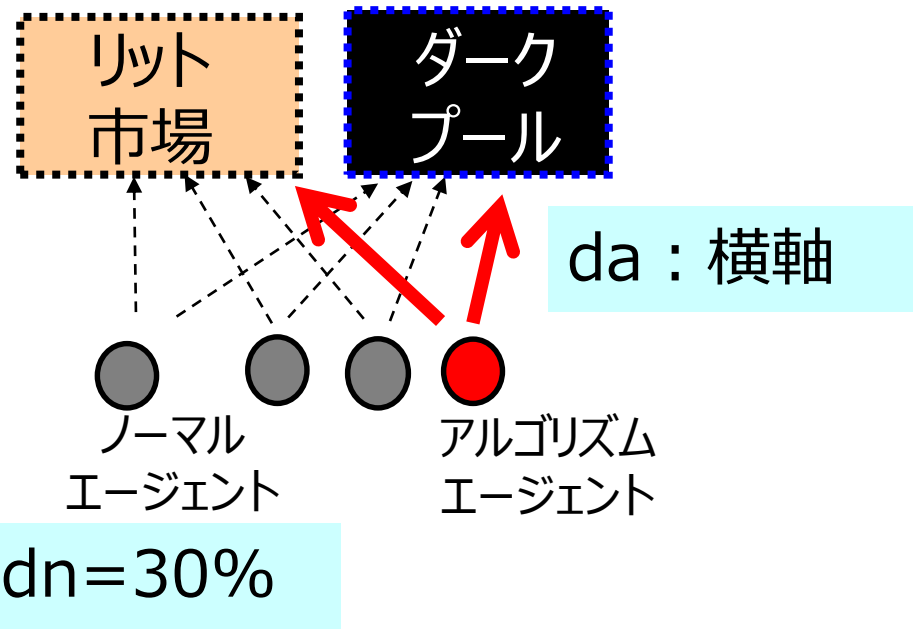 リット
市場
ダーク
プール
da：横軸
ノーマル
エージェント
アルゴリズム
エージェント
dn=30%